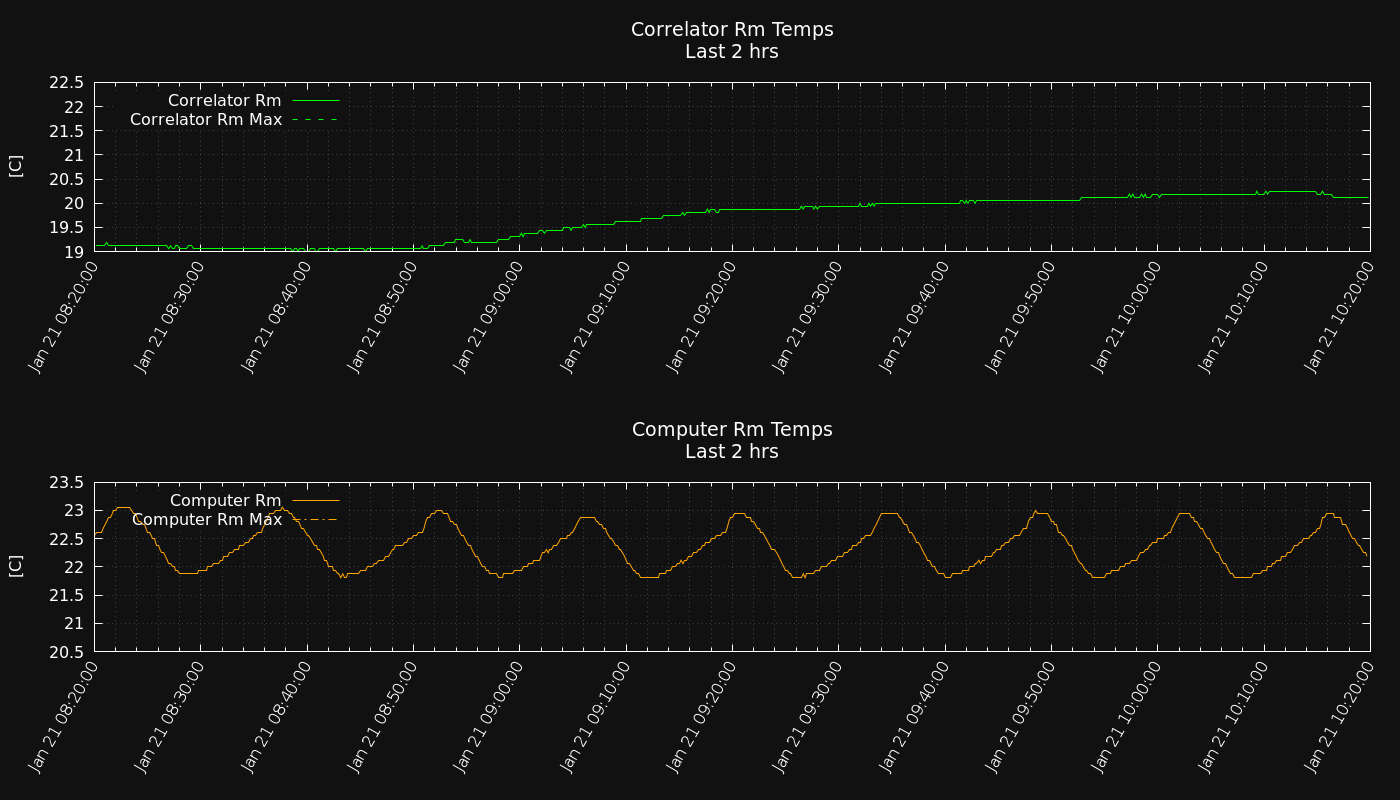 Correlator Rm Temps
Last 2 hrs
22.5
22
21.5
21
20.5
20
19.5
19
[C]
Correlator Rm
Correlator Rm Max
Jan 21 08:20:00
Jan 21 08:30:00
Jan 21 08:40:00
Jan 21 08:50:00
Jan 21 09:00:00
Jan 21 09:10:00
Jan 21 09:20:00
Jan 21 09:30:00
Jan 21 09:40:00
Jan 21 09:50:00
Jan 21 10:00:00
Jan 21 10:10:00
Jan 21 10:20:00
Computer Rm Temps
Last 2 hrs
23.5
23
22.5
22
21.5
21
20.5
[C]
Computer Rm
Computer Rm Max
Jan 21 08:20:00
Jan 21 08:30:00
Jan 21 08:40:00
Jan 21 08:50:00
Jan 21 09:00:00
Jan 21 09:10:00
Jan 21 09:20:00
Jan 21 09:30:00
Jan 21 09:40:00
Jan 21 09:50:00
Jan 21 10:00:00
Jan 21 10:10:00
Jan 21 10:20:00